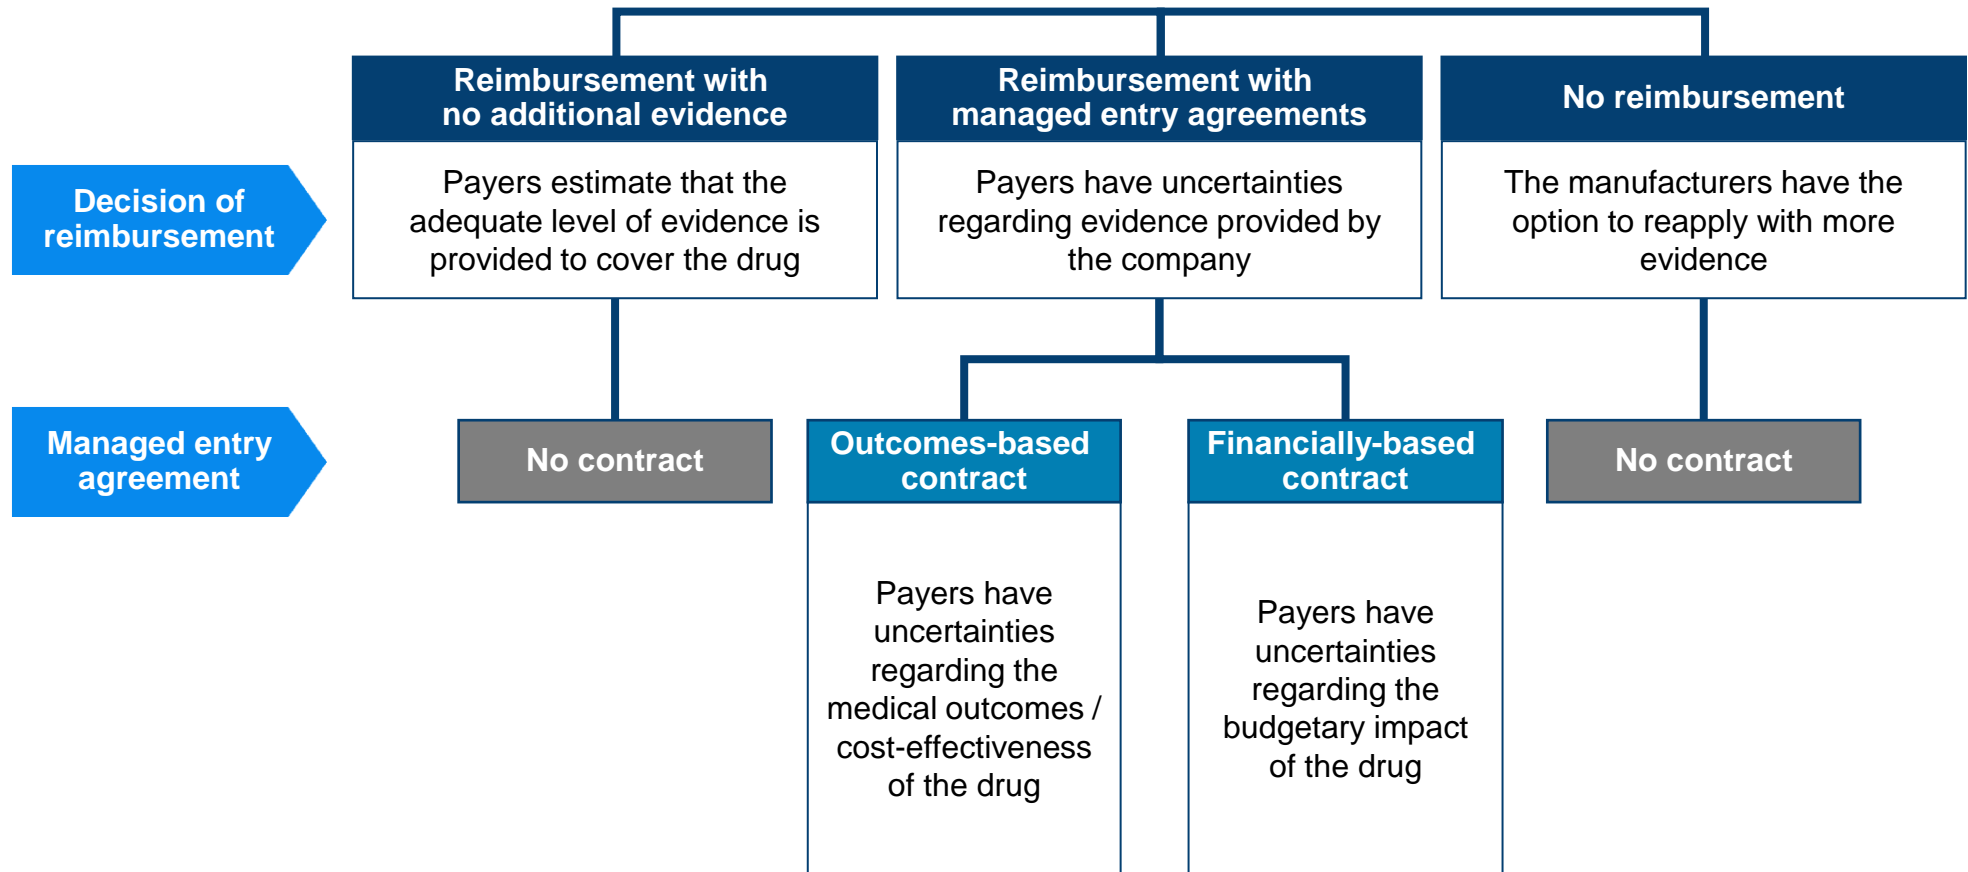 Reimbursement with
no additional evidence
Reimbursement with
managed entry agreements
No reimbursement
Decision of
reimbursement
Payers estimate that the
adequate level of evidence is
provided to cover the drug
Payers have uncertainties
regarding evidence provided by
the company
The manufacturers have the
option to reapply with more
evidence
Managed entry
agreement
No contract
Outcomes-based
contract
Financially-based
contract
No contract
Payers have
uncertainties
regarding the
medical outcomes /
cost-effectiveness
of the drug
Payers have
uncertainties
regarding the
budgetary impact
of the drug